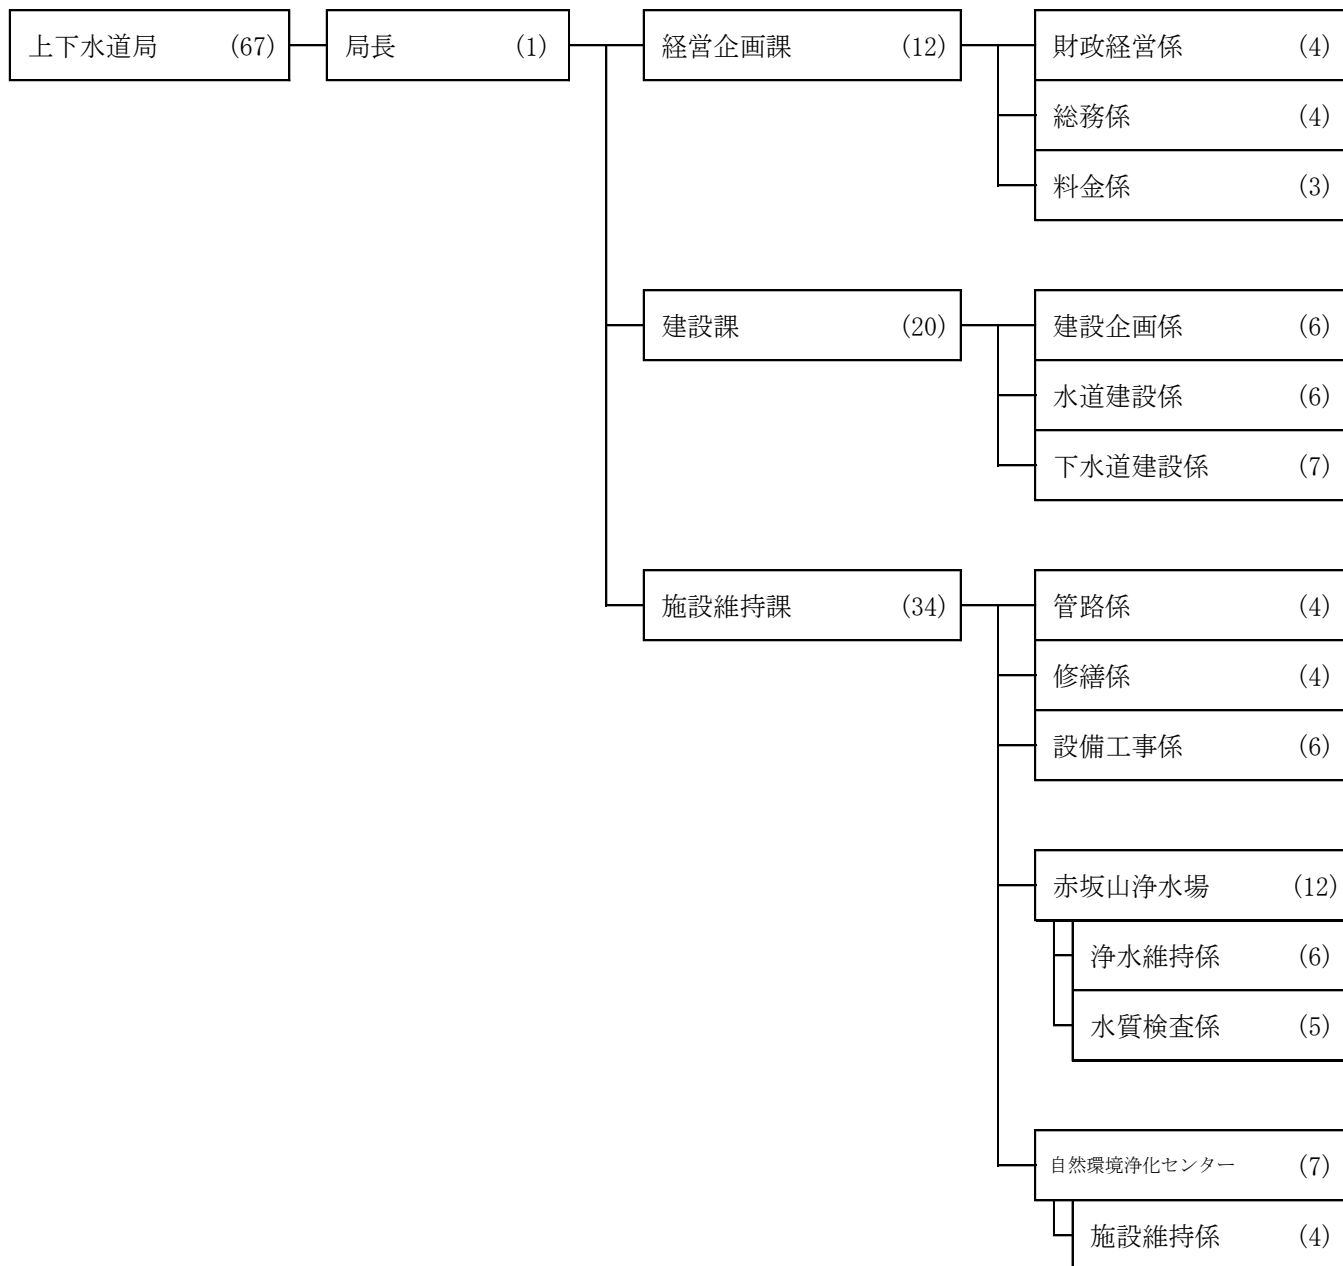 上下水道局 (67) 局長 (1) 経営企画課 (12) 財政経営係 (4)
総務係 (4)
料金係 (3)
建設課 (20) 建設企画係 (6)
水道建設係 (6)
下水道建設係 (7)
施設維持課 (34) 管路係 (4)
修繕係 (4)
設備工事係 (6)
赤坂山浄水場 (12)
浄水維持係 (6)
水質検査係 (5)
自然環境浄化センター (7)
施設維持係 (4)